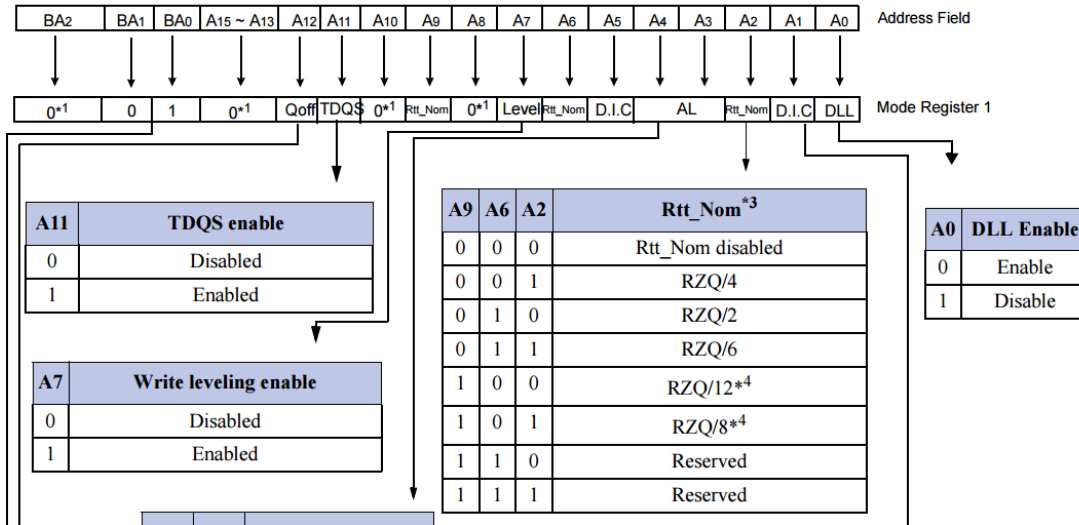 BA2 BA1 BA0 A15 ~ A13 A12 A11 A10 A9 A8 A7 A6 A5 A4 A3 A2 A1 A0 Address Field
0*1 0 1 0*1 Qoff TDQS 0*1 Rtt_Nom 0*1 Level Rtt_Nom D.I.C AL Rtt_Nom D.I.C DLL Mode Register 1
A11 TDQS enable
0 Disabled
1 Enabled
A7 Write leveling enable
0 Disabled
1 Enabled
A9 A6 A2 Rtt_Nom*3
0 0 0 Rtt_Nom disabled
0 0 1 RZQ/4
0 1 0 RZQ/2
0 1 1 RZQ/6
1 0 0 RZQ/12*4
1 0 1 RZQ/8*4
1 1 0 Reserved
1 1 1 Reserved
A0 DLL Enable
0 Enable
1 Disable